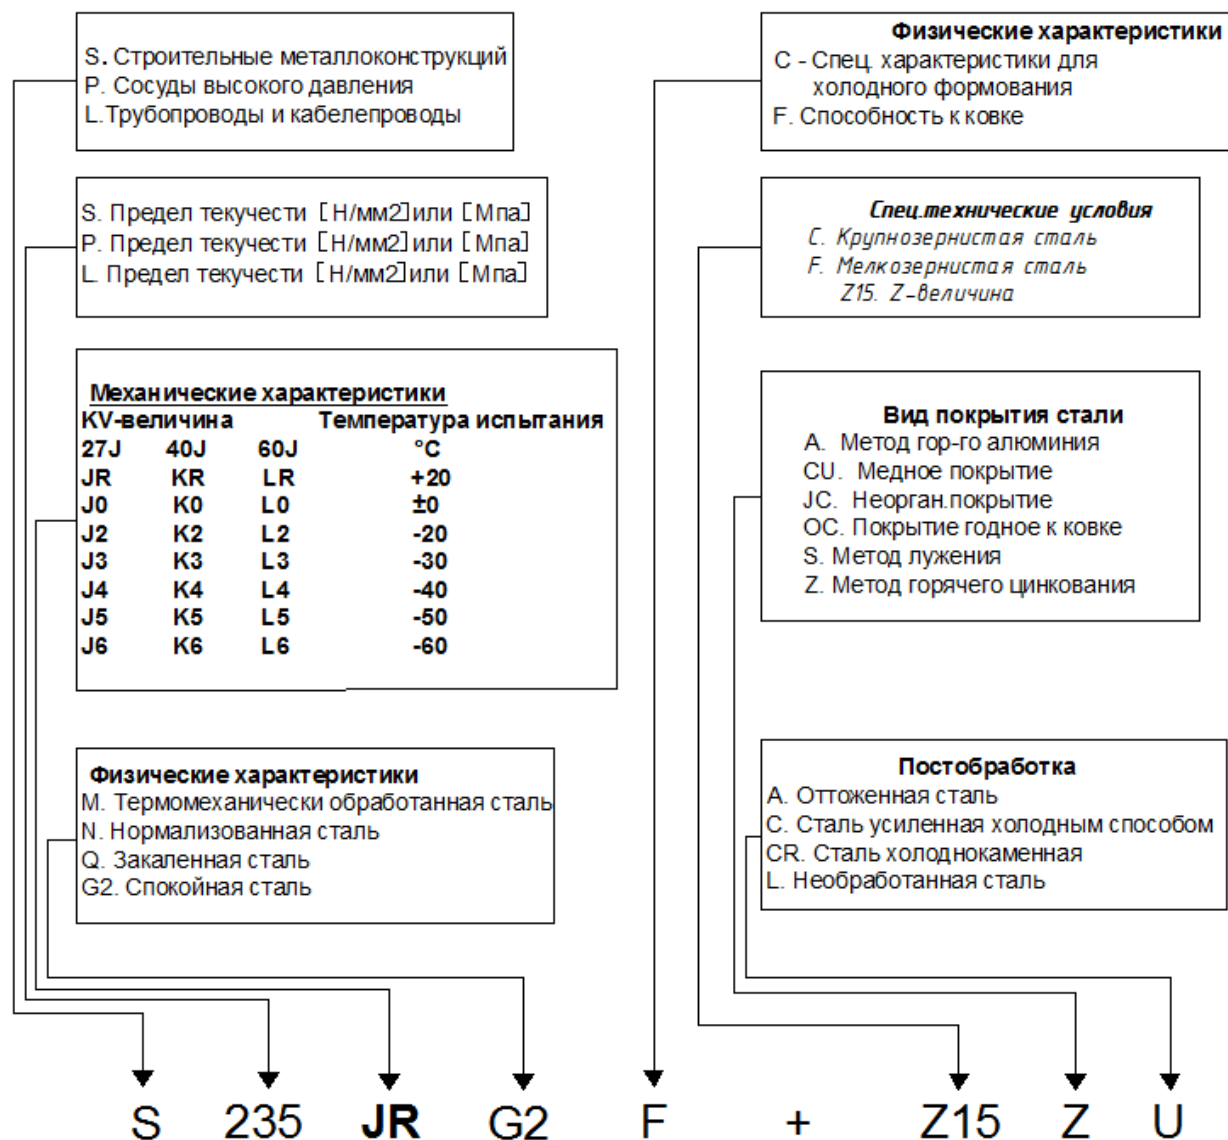 S. Строительные металлоконструкций
P. Сосуды высокого давления
L.Трубопроводы и кабелепроводы
S. Предел текучести [Н/мм2]или [Мпа]
P. Предел текучести [Н/мм2]или [Мпа]
L. Предел текучести [Н/мм2]или [Мпа]
Механические характеристики
KV-величина Температура испытания
27J 40J 60J °C
JR KR LR +20
J0 K0 L0 ±0
J2 K2 L2 -20
J3 K3 L3 -30
J4 K4 L4 -40
J5 K5 L5 -50
J6 K6 L6 -60
Физические характеристики
M. Термомеханически обработанная сталь
N. Нормализованная сталь
Q. Закаленная сталь
G2. Спокойная сталь
Физические характеристики
C - Спец. характеристики для
холодного формования
F. Способность к ковке
Спец.технические условия
C. Крупнозернистая сталь
F. Мелкозернистая сталь
Z15. Z-величина
Вид покрытия стали
A. Метод гор-го алюминия
CU. Медное покрытие
JC. Неорган.покрытие
OC. Покрытие годное к ковке
S. Метод лужения
Z. Метод горячего цинкования
Постобработка
A. Оттоженная сталь
C. Сталь усиленная холодным способом
CR. Сталь холоднокаменная
L. Необработанная сталь
S 235 JR G2 F + Z15 Z U